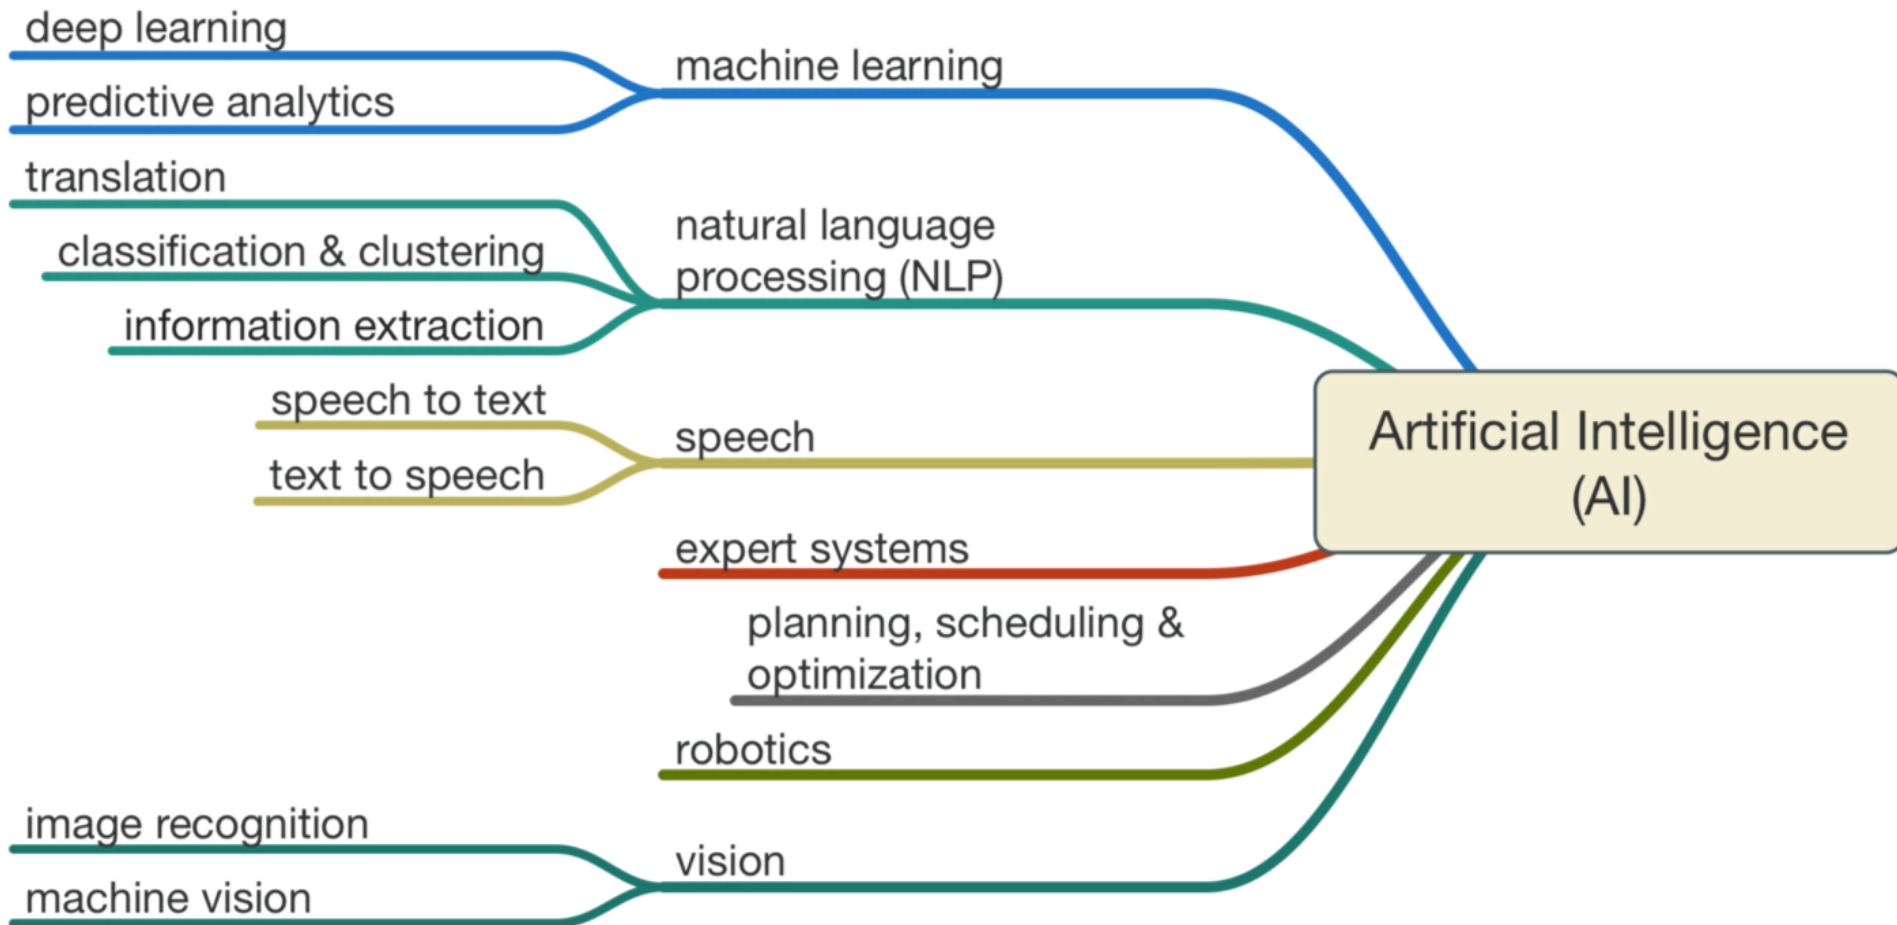 deep learning
predictive analytics
machine learning
translation
classification & clustering
information extraction
natural language
processing (NLP)
speech to text
text to speech
speech
expert systems
planning, scheduling &
optimization
robotics
image recognition
machine vision
vision
Artificial Intelligence
(AI)